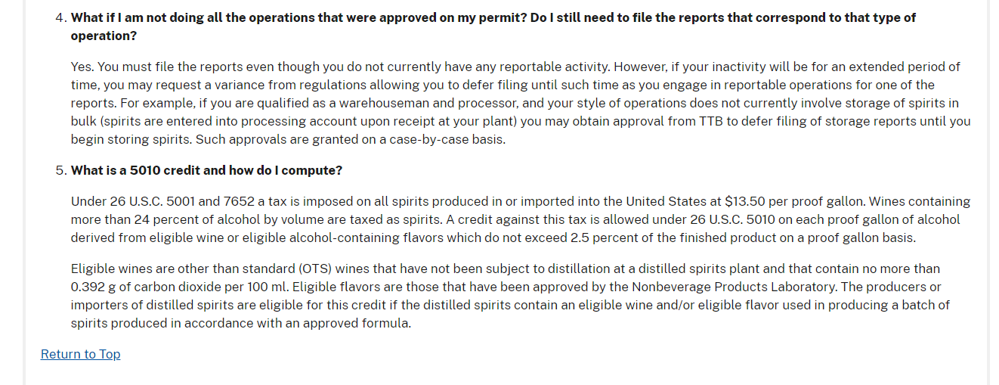 4. What if I am not doing all the operations that were approved on my permit? Do I still need to file the reports that correspond to that type of
operation?
Yes. You must file the reports even though you do not currently have any reportable activity. However, if your inactivity will be for an extended period of
time, you may request a variance from regulations allowing you to defer filing until such time as you engage in reportable operations for one of the
reports. For example, if you are qualified as a warehouseman and processor, and your style of operations does not currently involve storage of spirits in
bulk (spirits are entered into processing account upon receipt at your plant) you may obtain approval from TTB to defer filing of storage reports until you
begin storing spirits. Such approvals are granted on a case-by-case basis.
5. What is a 5010 credit and how do I compute?
Under 26 U.S.C. 5001 and 7652 a tax is imposed on all spirits produced in or imported into the United States at $13.50 per proof gallon. Wines containing
more than 24 percent of alcohol by volume are taxed as spirits. A credit against this tax is allowed under 26 U.S.C. 5010 on each proof gallon of alcohol
derived from eligible wine or eligible alcohol-containing flavors which do not exceed 2.5 percent of the finished product on a proof gallon basis.
Eligible wines are other than standard (OTS) wines that have not been subject to distillation at a distilled spirits plant and that contain no more than
0.392 g of carbon dioxide per 100 ml. Eligible flavors are those that have been approved by the Nonbeverage Products Laboratory. The producers or
importers of distilled spirits are eligible for this credit if the distilled spirits contain an eligible wine and/or eligible flavor used in producing a batch of
spirits produced in accordance with an approved formula.
Return to Top